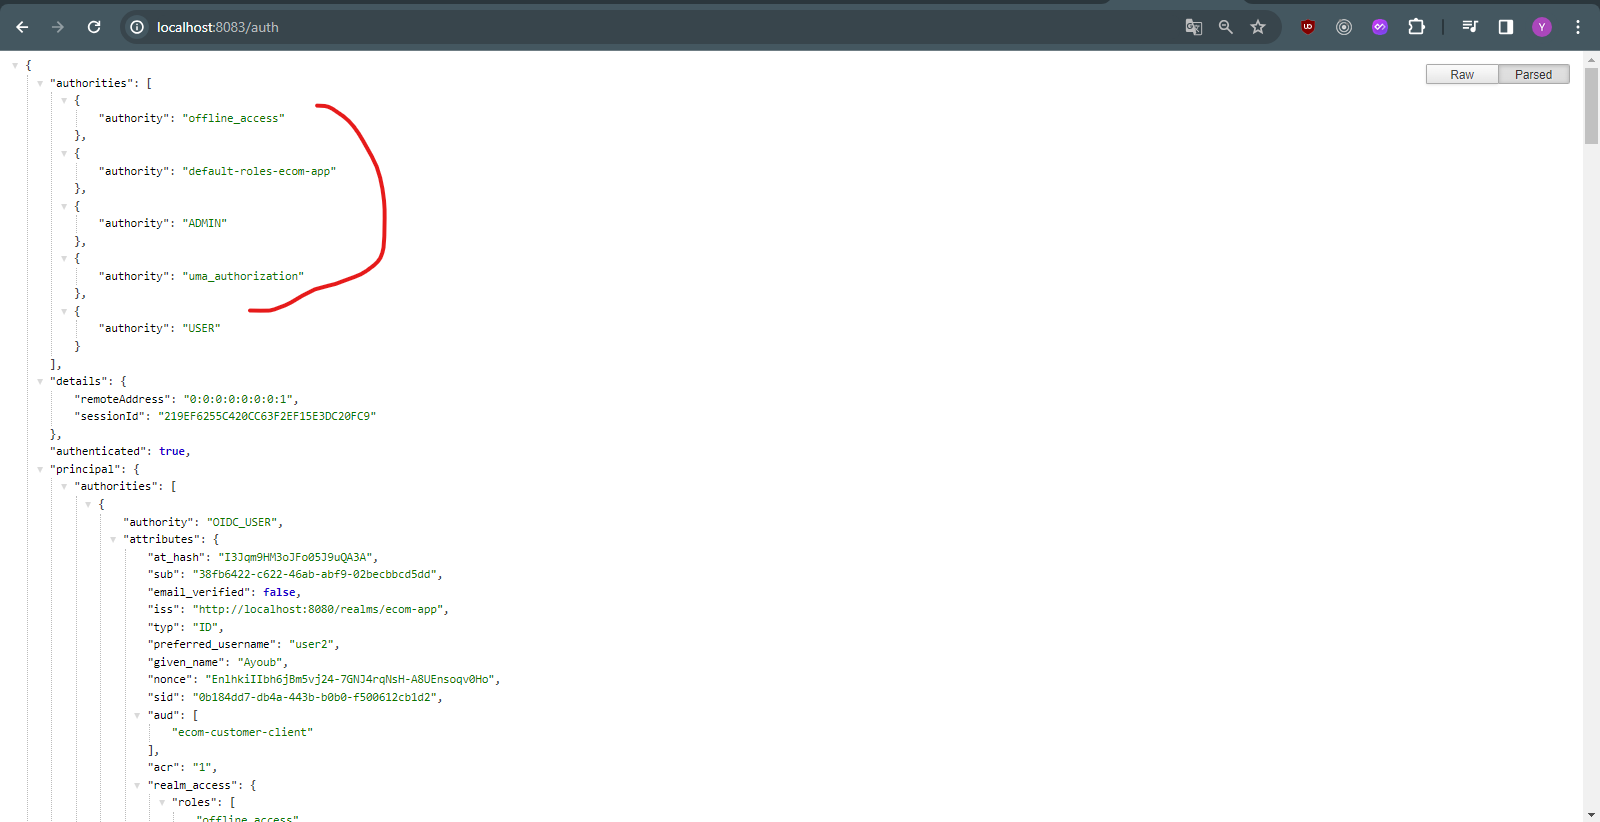 localhost:8083/auth
Y
Raw Parsed
{
"authorities": [
{
"authority": "offline_access"
},
{
"authority": "default-roles-ecom-app"
},
{
"authority": "ADMIN"
},
{
"authority": "uma_authorization"
},
{
"authority": "USER"
}
],
"details": {
"remoteAddress": "0:0:0:0:0:0:0:1",
"sessionId": "219EF6255C420CC63F2EF15E3DC20FC9"
},
"authenticated": true,
"principal": {
"authorities": [
{
"authority": "OIDC_USER",
"attributes": {
"at_hash": "I3Jqm9HM3oJFo05J9uQA3A",
"sub": "38fb6422-c622-46ab-abf9-02becbbcd5dd",
"email_verified": false,
"iss": "http://localhost:8080/realms/ecom-app",
"typ": "ID",
"preferred_username": "user2",
"given_name": "Ayoub",
"nonce": "EnlhkiIIbh6jBm5vj24-7GNJ4rqNsH-A8UEnsoqv0Ho",
"sid": "0b184dd7-db4a-443b-b0b0-f500612cb1d2",
"aud": [
"ecom-customer-client"
],
"acr": "1",
"realm_access": {
"roles": [
"offline_access"